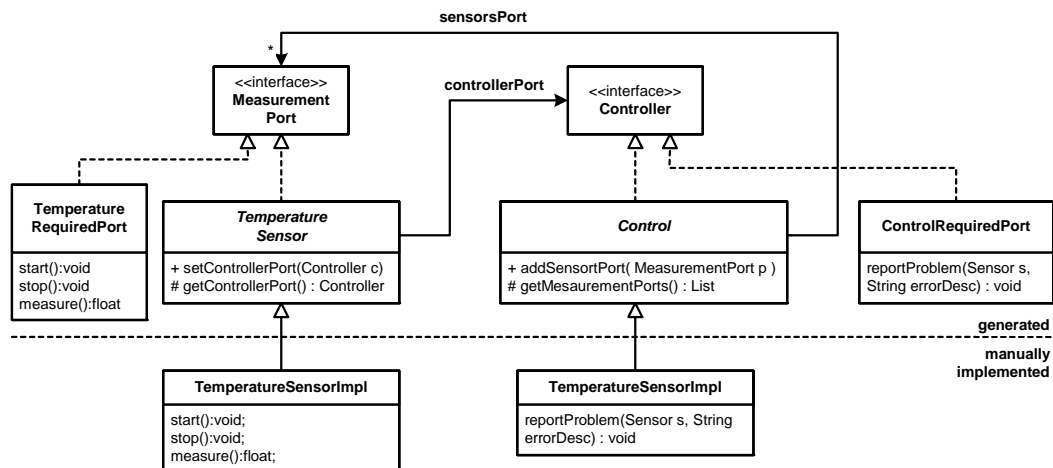 sensorsPort
*
<<interface>>
Measurement
Port
controllerPort
<<interface>>
Controller
Temperature
RequiredPort
start():void
stop():void
measure():float
Temperature
Sensor
+ setControllerPort(Controller c)
# getControllerPort() : Controller
Control
+ addSensortPort( MeasurementPort p )
# getMesaurementPorts() : List
ControlRequiredPort
reportProblem(Sensor s,
String errorDesc) : void
generated
manually
implemented
TemperatureSensorImpl
start():void;
stop():void;
measure():float;
TemperatureSensorImpl
reportProblem(Sensor s, String
errorDesc) : void